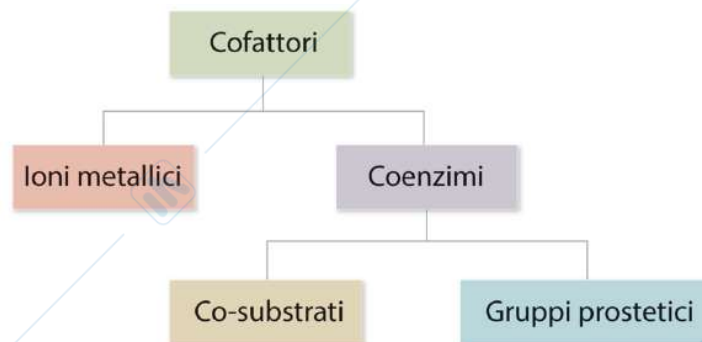 Cofattori
Ioni metallici
Coenzimi
Co-substrati
Gruppi prostetici